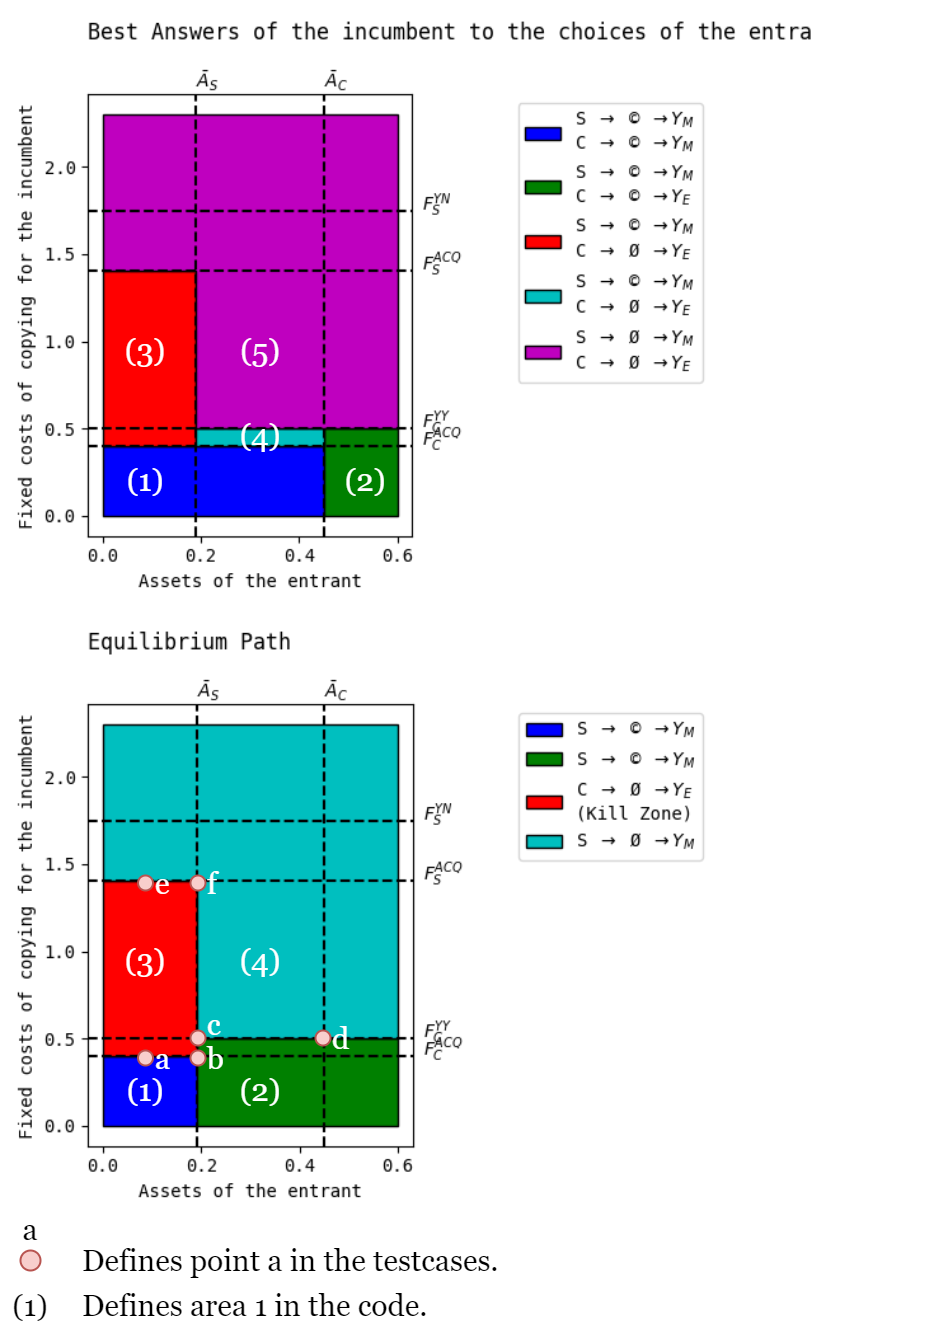 Best Answers of the incumbent to the choices of the entra
Ā_S Ā_C
Fixed costs of copying for the incumbent
2.0
1.5
1.0
0.5
0.0
F_S^YN
F_S^ACQ
F_C^YY
F_C^ACQ
(3) (5)
(4)
(1) (2)
0.0 0.2 0.4 0.6
Assets of the entrant
S → © → Y_M
C → © → Y_M
S → © → Y_M
C → © → Y_E
S → © → Y_M
C → Ø → Y_E
S → © → Y_M
C → Ø → Y_E
S → Ø → Y_M
C → Ø → Y_E
Equilibrium Path
Ā_S Ā_C
Fixed costs of copying for the incumbent
2.0
1.5
1.0
0.5
0.0
F_S^YN
F_S^ACQ
F_C^YY
F_C^ACQ
e f
(3) (4)
c
d
a b
(1) (2)
0.0 0.2 0.4 0.6
Assets of the entrant
S → © → Y_M
S → © → Y_M
C → Ø → Y_E
(Kill Zone)
S → Ø → Y_M
a
Defines point a in the testcases.
(1) Defines area 1 in the code.